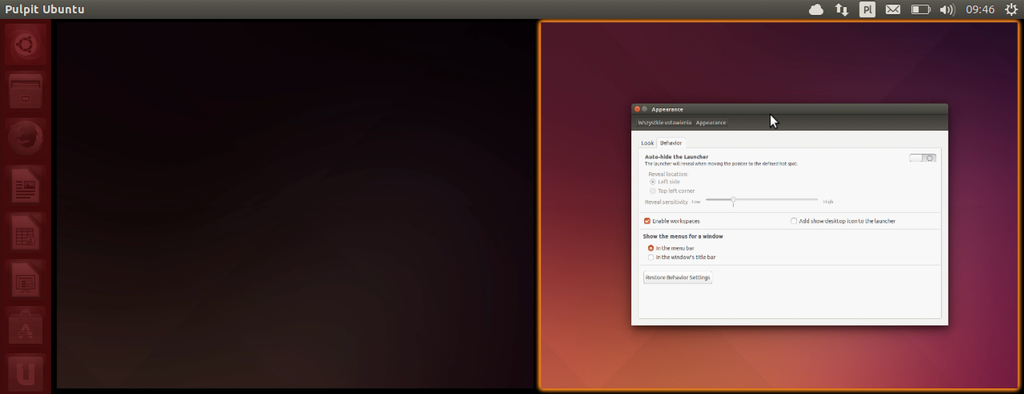 Pulpit Ubuntu
Pl
09:46
Appearance
Wszystkie ustawienia Appearance
Look Behavior
Auto-hide the Launcher
The launcher will reveal when moving the pointer to the defined hot spot.
Reveal location:
Left side
Top left corner
Reveal sensitivity Low High
Enable workspaces Add show desktop icon to the launcher
Show the menus for a window
In the menu bar
In the window's title bar
Restore Behavior Settings